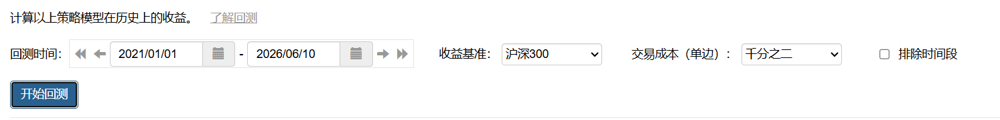 计算以上策略模型在历史上的收益。 了解回测
回测时间： 2021/01/01 - 2026/06/10 收益基准： 沪深300 交易成本（单边）： 千分之二 排除时间段
开始回测